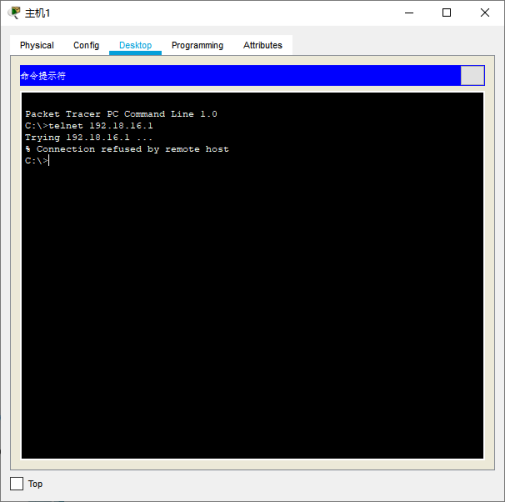 主机1
Physical Config Desktop Programming Attributes
命令提示符
Packet Tracer PC Command Line 1.0
C:\>telnet 192.18.16.1
Trying 192.18.16.1 ...
% Connection refused by remote host
C:\>
Top